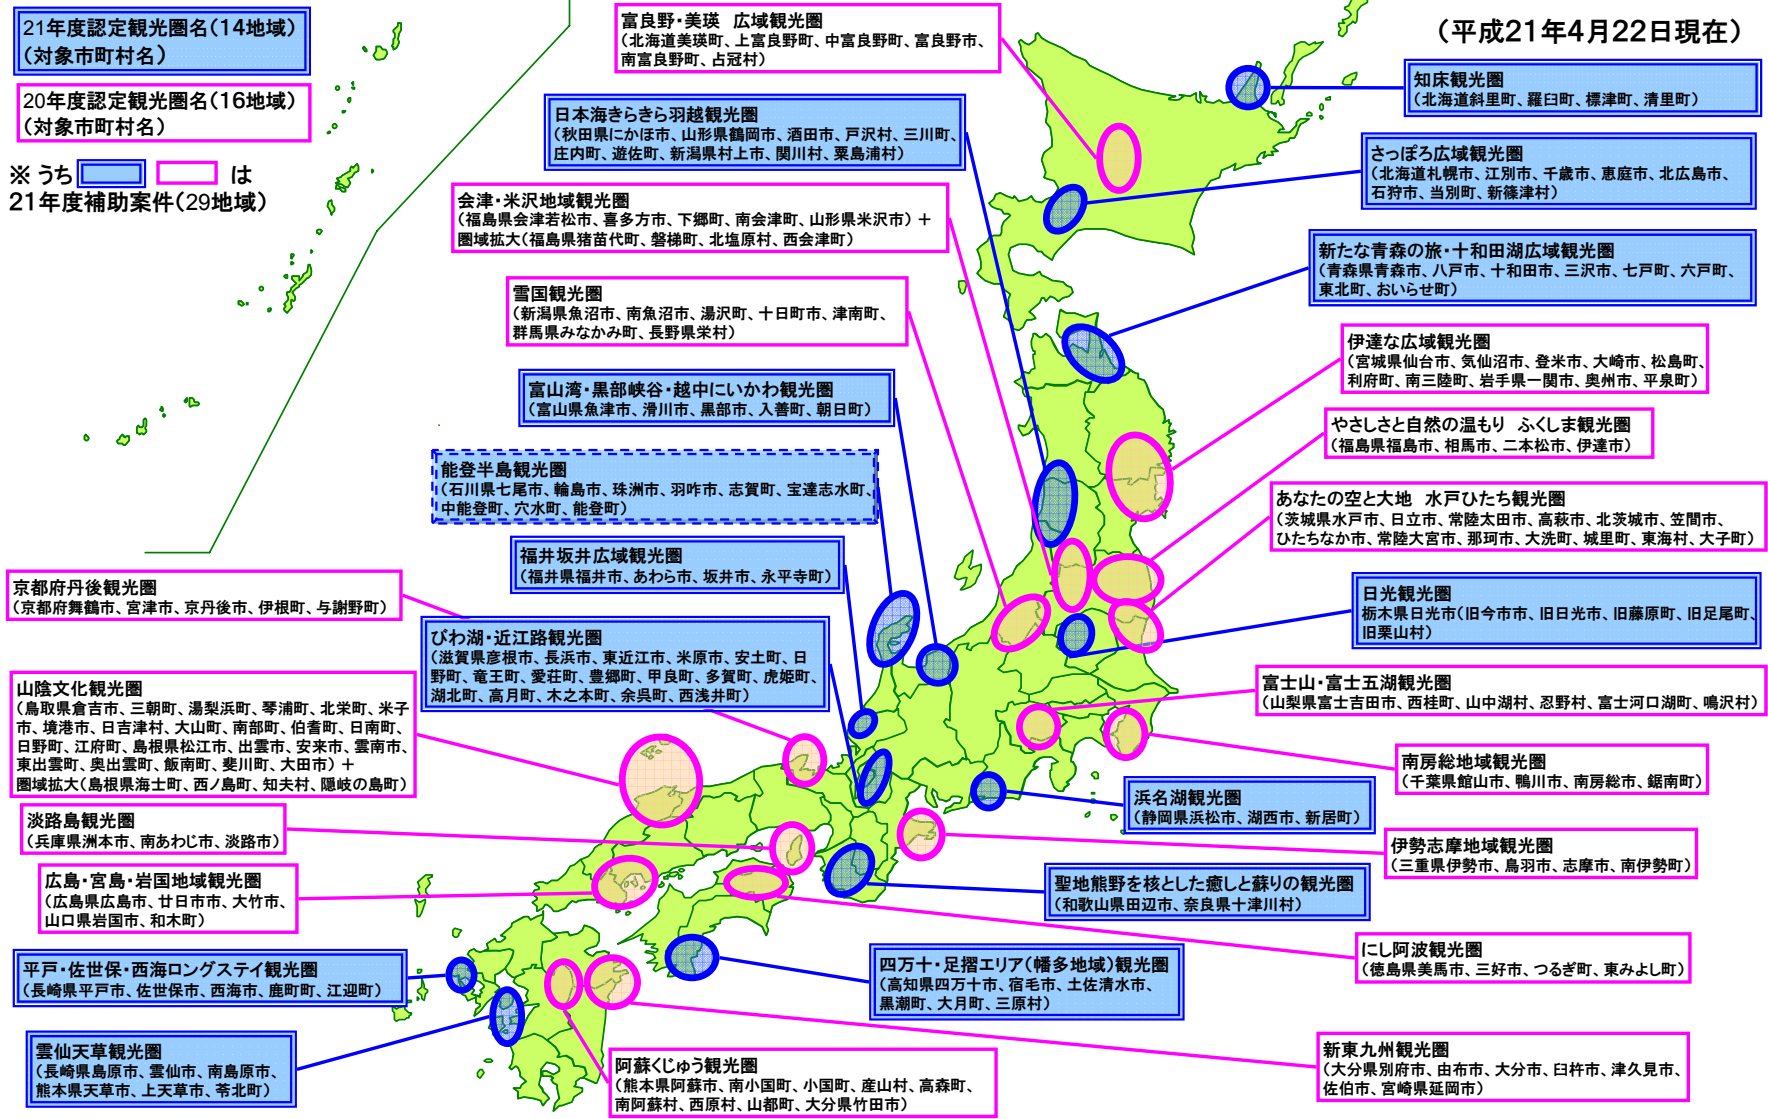 21年度認定観光圏名(14地域)
(対象市町村名)
20年度認定観光圏名(16地域)
(対象市町村名)
※ うち は
21年度補助案件(29地域)
(平成21年4月22日現在)
富良野・美瑛 広域観光圏
(北海道美瑛町、上富良野町、中富良野町、富良野市、
南富良野町、占冠村)
知床観光圏
(北海道斜里町、羅臼町、標津町、清里町)
日本海きらきら羽越観光圏
(秋田県にかほ市、山形県鶴岡市、酒田市、戸沢村、三川町、
庄内町、遊佐町、新潟県村上市、関川村、粟島浦村)
さっぽろ広域観光圏
(北海道札幌市、江別市、千歳市、恵庭市、北広島市、
石狩市、当別町、新篠津村)
会津・米沢地域観光圏
(福島県会津若松市、喜多方市、下郷町、南会津町、山形県米沢市) +
圏域拡大(福島県猪苗代町、磐梯町、北塩原村、西会津町)
新たな青森の旅・十和田湖広域観光圏
(青森県青森市、八戸市、十和田市、三沢市、七戸町、六戸町、
東北町、おいらせ町)
雪国観光圏
(新潟県魚沼市、南魚沼市、湯沢町、十日町市、津南町、
群馬県みなかみ町、長野県栄村)
伊達な広域観光圏
(宮城県仙台市、気仙沼市、登米市、大崎市、松島町、
利府町、南三陸町、岩手県一関市、奥州市、平泉町)
富山湾・黒部峡谷・越中にいかわ観光圏
(富山県魚津市、滑川市、黒部市、入善町、朝日町)
やさしさと自然の温もり ふくしま観光圏
(福島県福島市、相馬市、二本松市、伊達市)
能登半島観光圏
(石川県七尾市、輪島市、珠洲市、羽咋市、志賀町、宝達志水町、
中能登町、穴水町、能登町)
あなたの空と大地 水戸ひたち観光圏
(茨城県水戸市、日立市、常陸太田市、高萩市、北茨城市、笠間市、
ひたちなか市、常陸大宮市、那珂市、大洗町、城里町、東海村、大子町)
福井坂井広域観光圏
(福井県福井市、あわら市、坂井市、永平寺町)
京都府丹後観光圏
(京都府舞鶴市、宮津市、京丹後市、伊根町、与謝野町)
日光観光圏
栃木県日光市(旧今市市、旧日光市、旧藤原町、旧足尾町、
旧栗山村)
びわ湖・近江路観光圏
(滋賀県彦根市、長浜市、東近江市、米原市、安土町、日
野町、竜王町、愛荘町、豊郷町、甲良町、多賀町、虎姫町、
湖北町、高月町、木之本町、余呉町、西浅井町)
山陰文化観光圏
(鳥取県倉吉市、三朝町、湯梨浜町、琴浦町、北栄町、米子
市、境港市、日吉津村、大山町、南部町、伯耆町、日南町、
日野町、江府町、島根県松江市、出雲市、安来市、雲南市、
東出雲町、奥出雲町、飯南町、斐川町、大田市) +
圏域拡大(島根県海士町、西ノ島町、知夫村、隠岐の島町)
富士山・富士五湖観光圏
(山梨県富士吉田市、西桂町、山中湖村、忍野村、富士河口湖町、鳴沢村)
南房総地域観光圏
(千葉県館山市、鴨川市、南房総市、鋸南町)
浜名湖観光圏
(静岡県浜松市、湖西市、新居町)
淡路島観光圏
(兵庫県洲本市、南あわじ市、淡路市)
伊勢志摩地域観光圏
(三重県伊勢市、鳥羽市、志摩市、南伊勢町)
広島・宮島・岩国地域観光圏
(広島県広島市、廿日市市、大竹市、
山口県岩国市、和木町)
聖地熊野を核とした癒しと蘇りの観光圏
(和歌山県田辺市、奈良県十津川村)
にし阿波観光圏
(徳島県美馬市、三好市、つるぎ町、東みよし町)
平戸・佐世保・西海ロングステイ観光圏
(長崎県平戸市、佐世保市、西海市、鹿町町、江迎町)
四万十・足摺エリア(幡多地域)観光圏
(高知県四万十市、宿毛市、土佐清水市、
黒潮町、大月町、三原村)
雲仙天草観光圏
(長崎県島原市、雲仙市、南島原市、
熊本県天草市、上天草市、苓北町)
阿蘇くじゅう観光圏
(熊本県阿蘇市、南小国町、小国町、産山村、高森町、
南阿蘇村、西原村、山都町、大分県竹田市)
新東九州観光圏
(大分県別府市、由布市、大分市、臼杵市、津久見市、
佐伯市、宮崎県延岡市)